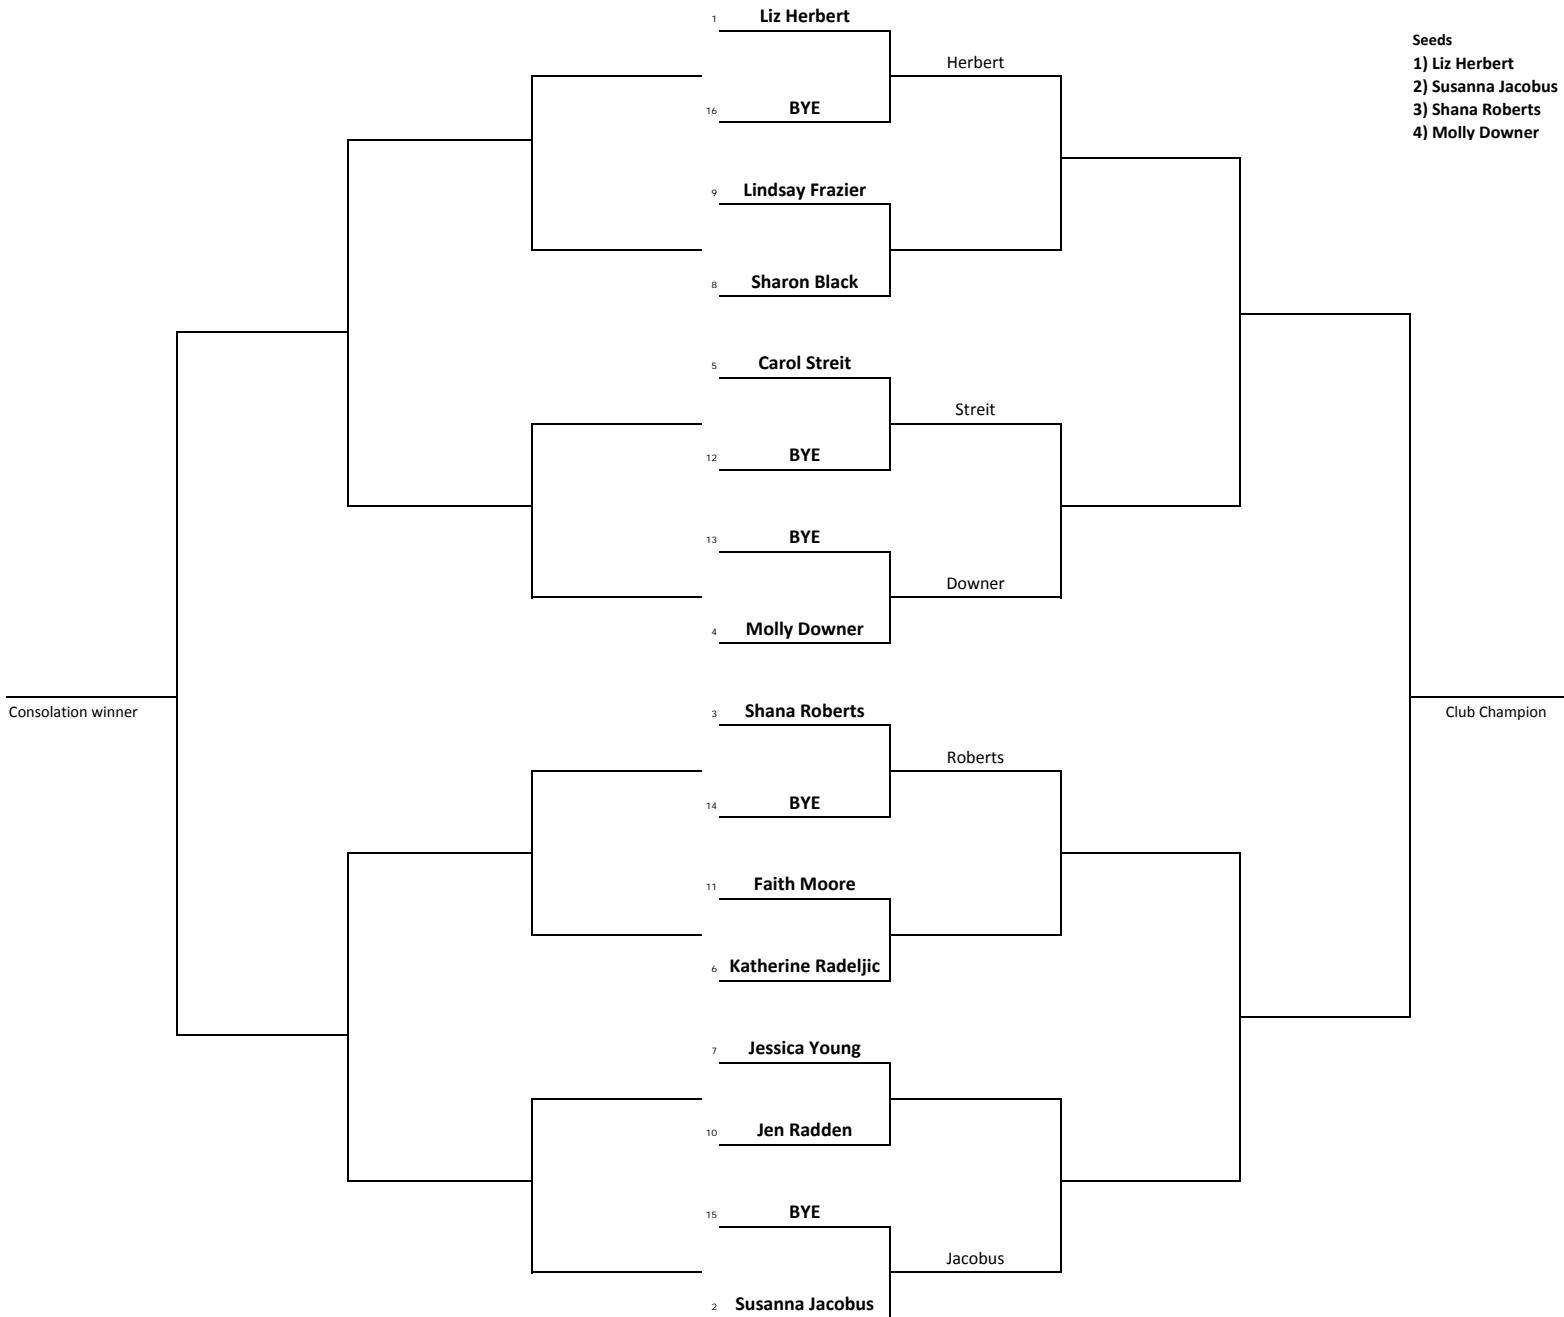 1 Liz Herbert
Seeds
1) Liz Herbert
2) Susanna Jacobus
3) Shana Roberts
4) Molly Downer
Herbert
16 BYE
9 Lindsay Frazier
8 Sharon Black
5 Carol Streit
Streit
12 BYE
13 BYE
Downer
4 Molly Downer
Consolation winner
Club Champion
3 Shana Roberts
Roberts
14 BYE
11 Faith Moore
6 Katherine Radeljic
7 Jessica Young
10 Jen Radden
15 BYE
Jacobus
2 Susanna Jacobus